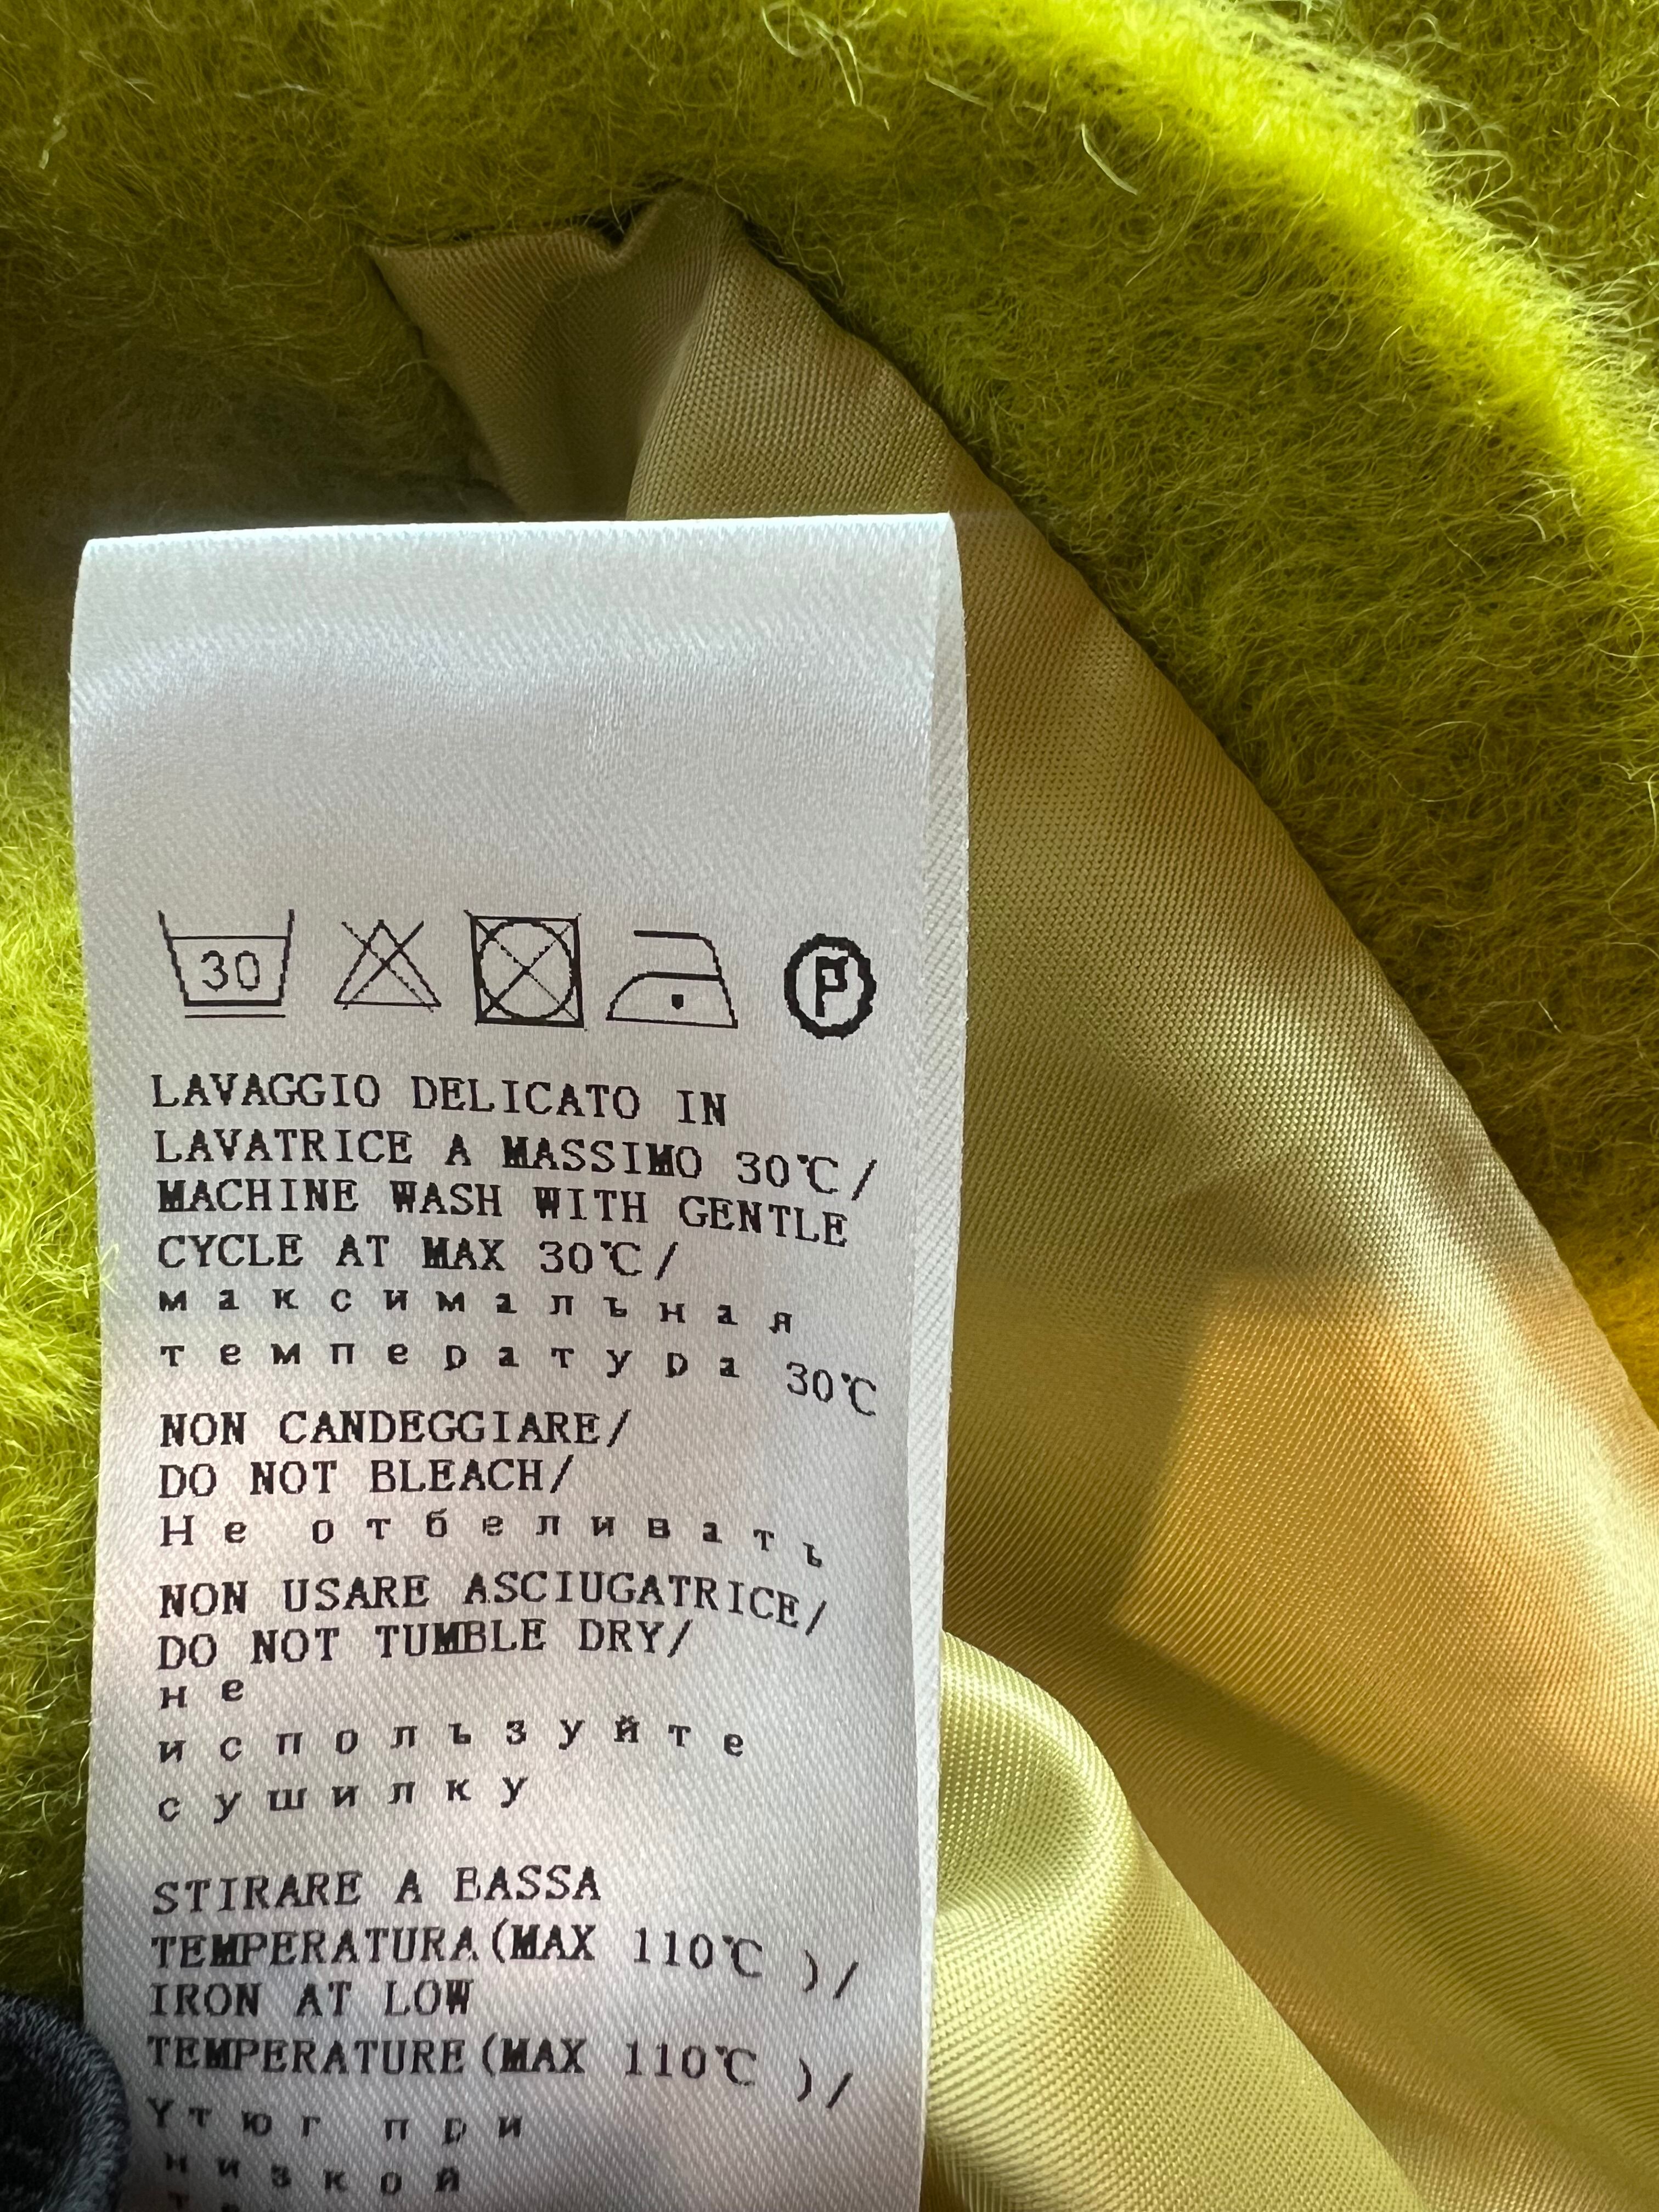 30 P
LAVAGGIO DELICATO IN
LAVATRICE A MASSIMO 30℃/
MACHINE WASH WITH GENTLE
CYCLE AT MAX 30℃/
максимальная
температура 30℃
NON CANDEGGIARE/
DO NOT BLEACH/
Не отбеливать
NON USARE ASCIUGATRICE/
DO NOT TUMBLE DRY/
не
используйте
сушилку
STIRARE A BASSA
TEMPERATURA(MAX 110℃ )/
IRON AT LOW
TEMPERATURE(MAX 110℃ )/
Утюг при
низкой